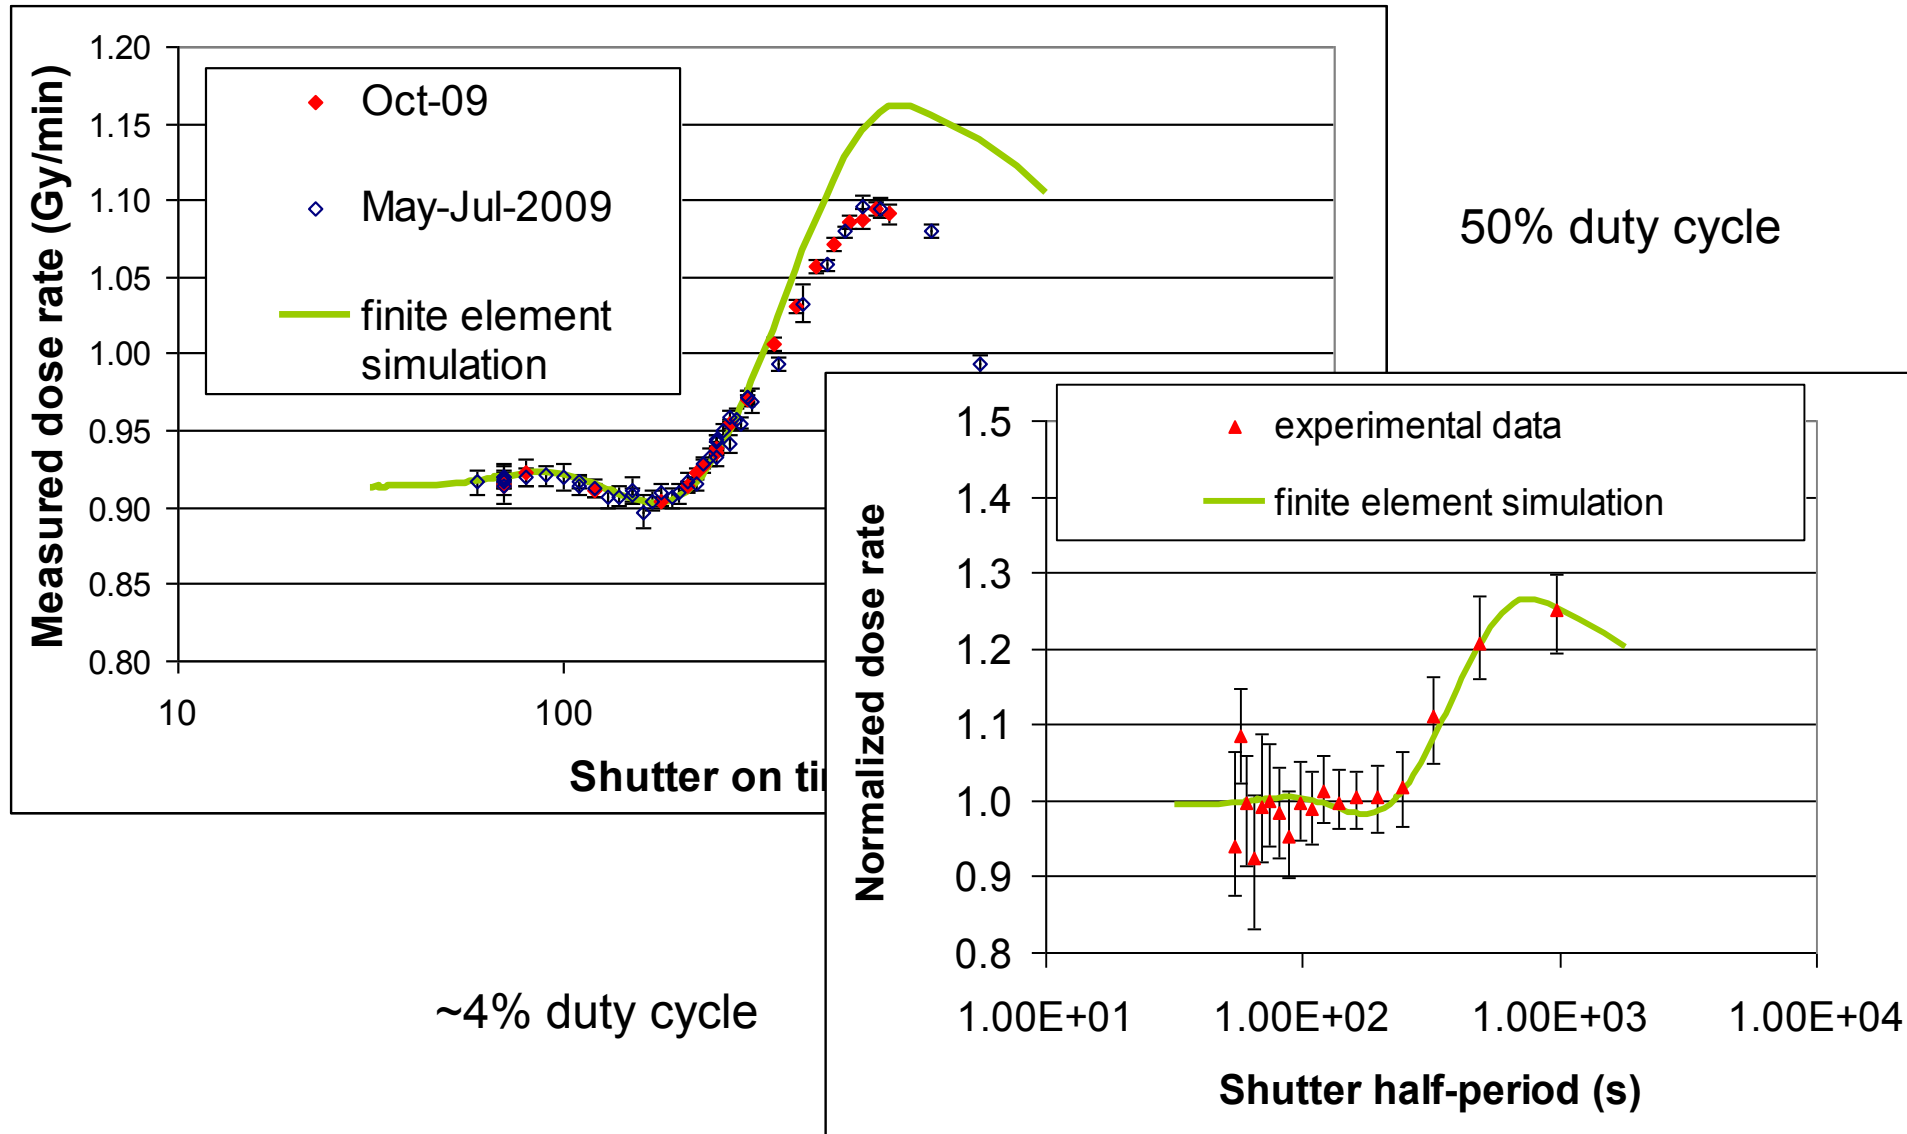 Measured dose rate (Gy/min)
1.20
1.15
1.10
1.05
1.00
0.95
0.90
0.85
0.80
10
100
Oct-09
May-Jul-2009
finite element
simulation
Shutter on
50% duty cycle
~4% duty cycle
Normalized dose rate
1.5
1.4
1.3
1.2
1.1
1.0
0.9
0.8
experimental data
finite element simulation
1.00E+01
1.00E+02
1.00E+03
1.00E+04
Shutter half-period (s)